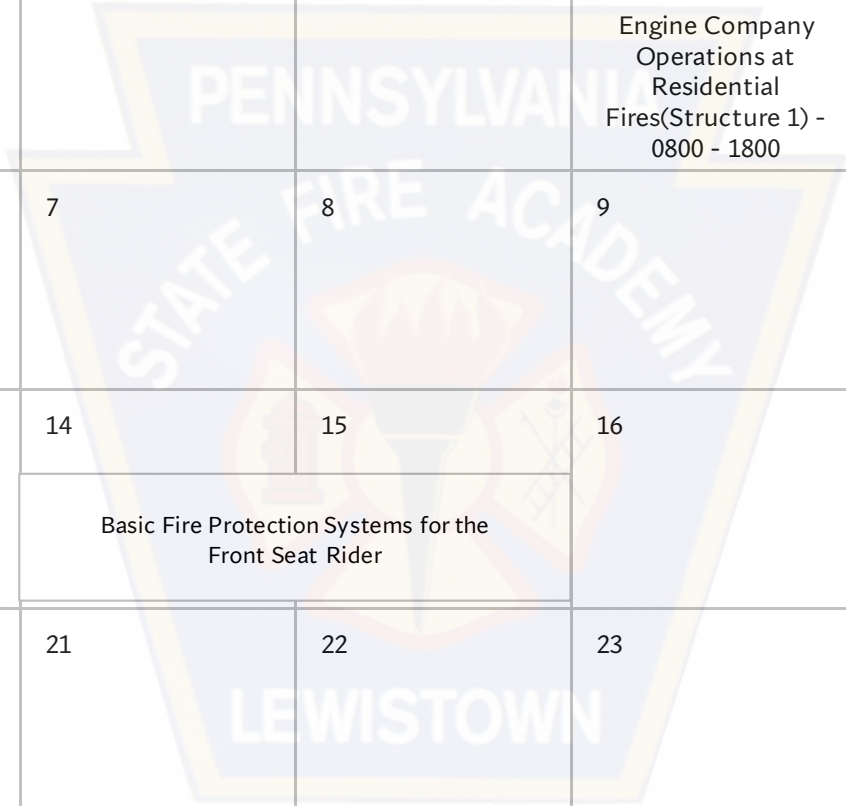 Engine Company
Operations at
Residential
Fires(Structure 1) -
0800 - 1800
PENNSYLVANIA
STATE FIRE ACADEMY
7
8
9
14
15
16
Basic Fire Protection Systems for the
Front Seat Rider
21
22
23
LEWISTOWN